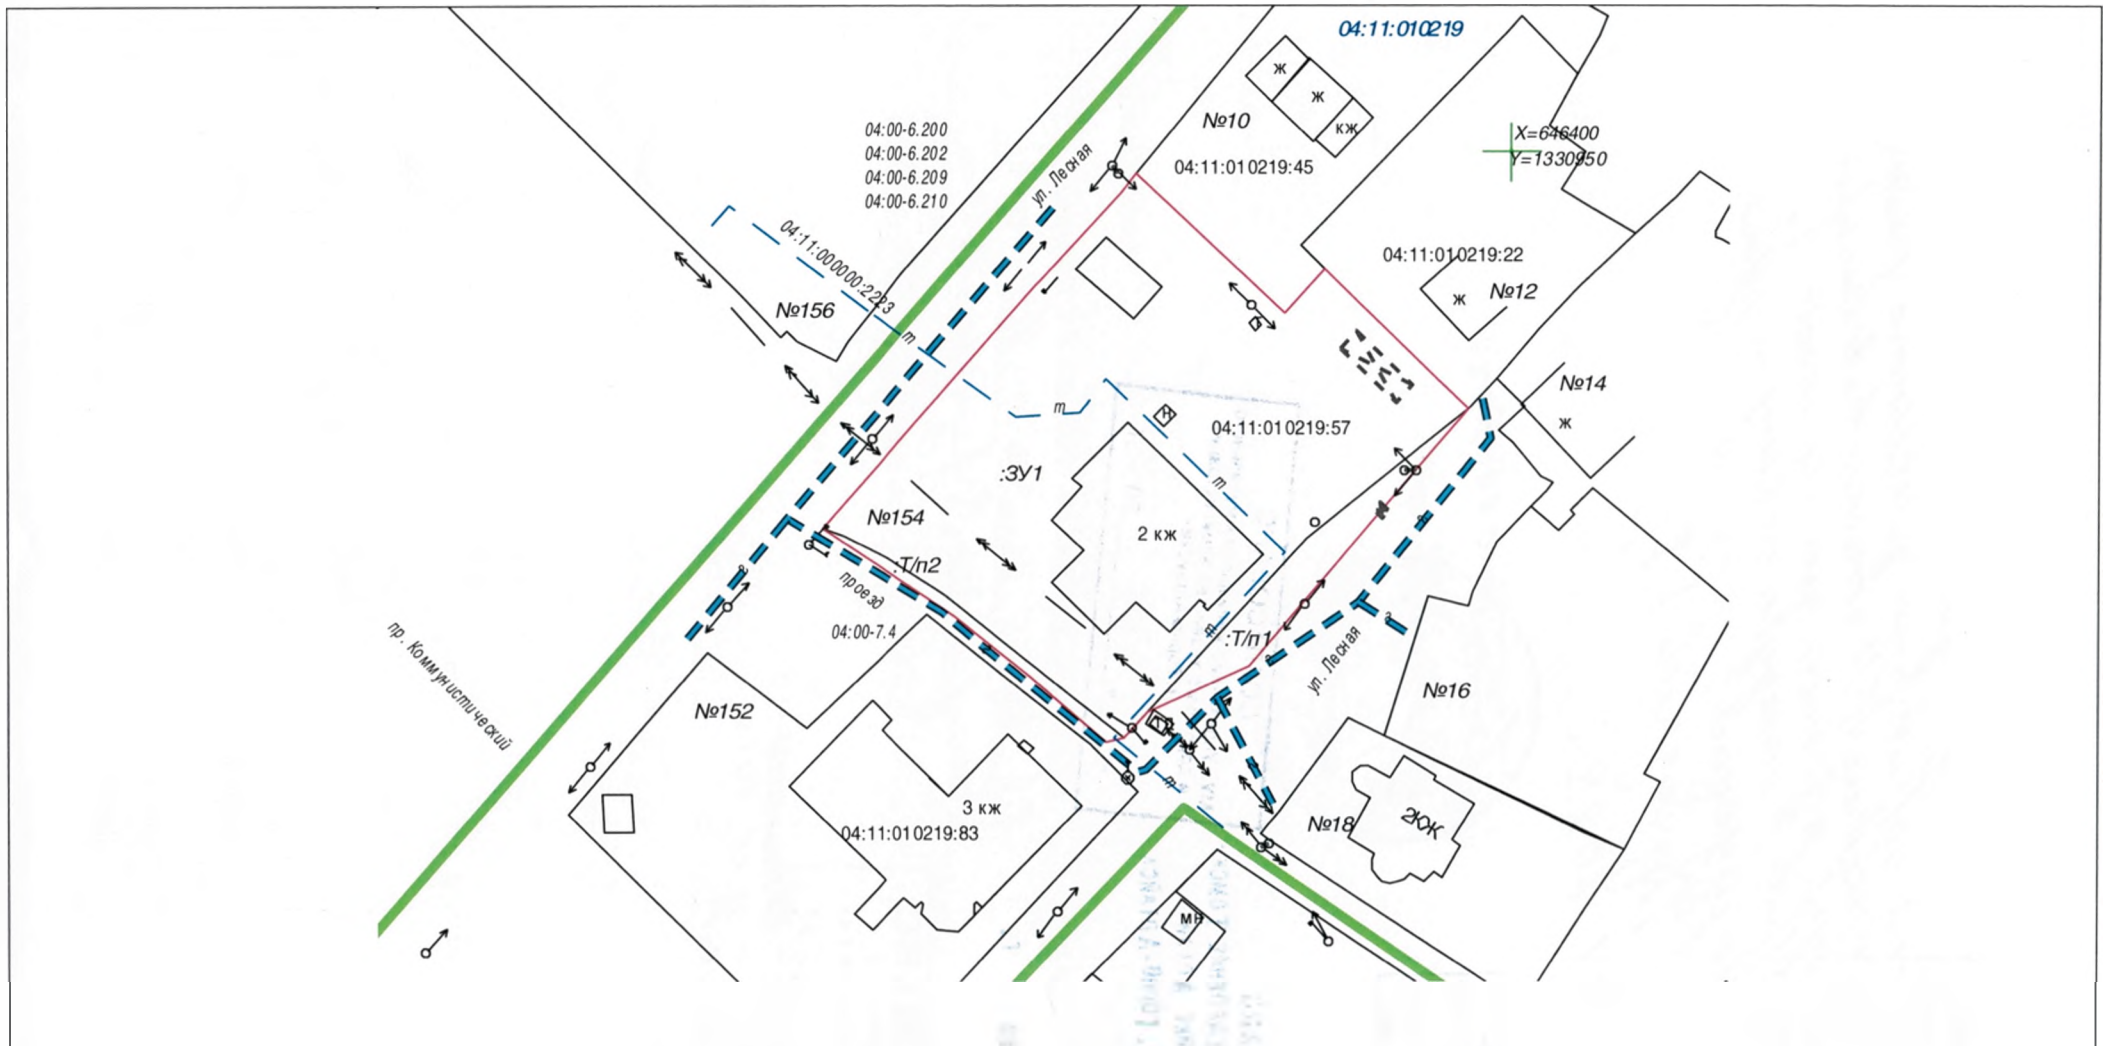 04:11:010219
ж
ж
кж
№10
04:00-6.200
04:00-6.202
04:00-6.209
04:00-6.210
X=646400
Y=1330950
ул. Лесная
04:11:010219:45
04:11:000000:2223
04:11:010219:22
№156
ж
№12
т
№14
т
н
04:11:010219:57
ж
:ЗУ1
т
№154
2 кж
:Т/п2
проезд
04:00-7.4
т
:Т/п1
пр. Коммунистический
ул. Лесная
№16
№152
т
3 кж
04:11:010219:83
№18
2КЖ
мн